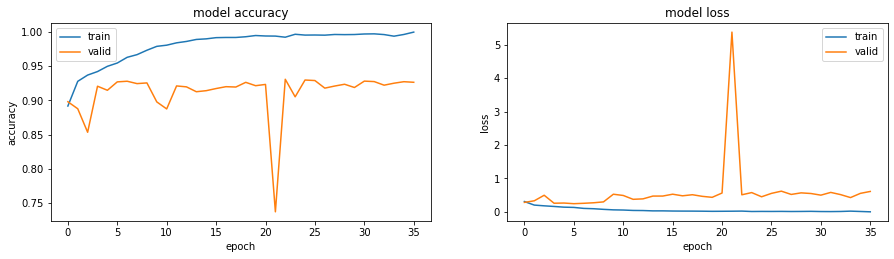 model accuracy
train
valid
1.00
0.95
0.90
0.85
0.80
0.75
accuracy
0 5 10 15 20 25 30 35
epoch
model loss
train
valid
5
4
3
2
1
0
loss
0 5 10 15 20 25 30 35
epoch